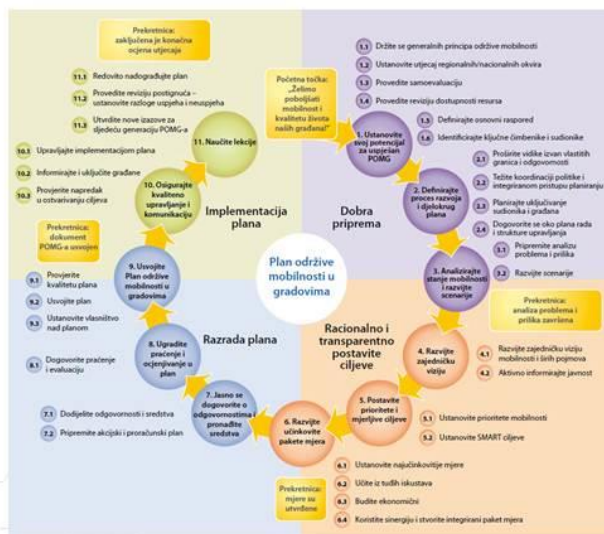 Prekretnica:
zaključena je konačna
ocjena utjecaja
11.1 Redovito nadograđujte plan
11.2 Provedite reviziju postignuća –
ustanovite razloge uspjeha i neuspjeha
11.3 Utvrdite nove izazove za
sljedeću generaciju POMG-a
10.1 Upravljajte implementacijom plana
10.2 Informirajte i uključite građane
10.3 Provjerite napredak
u ostvarivanju ciljeva
11. Naučite lekcije
10. Osigurajte
kvalitetno
upravljanje i
komunikaciju
Implementacija
plana
Početna točka:
„Želimo
poboljšati
mobilnost i
kvalitetu života
naših građana!"
1.1 Držite se generalnih principa održive mobilnosti
1.2 Ustanovite utjecaj regionalnih/nacionalnih okvira
1.3 Provedite samoevaluaciju
1.4 Provedite reviziju dostupnosti resursa
1.5 Definirajte osnovni raspored
1.6 Identificirajte ključne čimbenike i sudionike
1. Ustanovite
svoj potencijal
za uspješan
POMG
2.1 Proširite vidike izvan vlastitih
granica i odgovornosti
2.2 Težite koordinaciji politike i
integriranom pristupu planiranju
2.3 Planirajte uključivanje
sudionika i građana
2.4 Dogovorite se oko plana rada i
strukture upravljanja
2. Definirajte
proces razvoja
i djelokrug
plana
Dobra
priprema
3.1 Pripremite analizu
problema i prilika
3.2 Razvijte scenarije
3. Analizirajte
stanje mobilnosti
i razvijte
scenarije
Prekretnica:
analiza problema i
prilika završena
Plan održive
mobilnosti u
gradovima
Prekretnica:
dokument
POMG-a usvojen
9.1 Provjerite
kvalitetu plana
9.2 Usvojite plan
9.3 Ustanovite vlasništvo
nad planom
9. Usvojite
Plan održive
mobilnosti u
gradovima
8.1 Dogovorite praćenje
i evaluaciju
8. Ugradite
praćenje i
ocjenjivanje u
plan
Razrada plana
7.1 Dodijelite odgovornosti i sredstva
7.2 Pripremite akcijski i proračunski plan
7. Jasno se
dogovorite o
odgovornostima i
pronađite
sredstva
Racionalno i
transparentno
postavite
ciljeve
4. Razvijte
zajedničku
viziju
4.1 Razvijte zajedničku viziju
mobilnosti i širih pojmova
4.2 Aktivno informirajte javnost
5. Postavite
prioritete i
mjerljive ciljeve
5.1 Ustanovite prioritete mobilnosti
5.2 Ustanovite SMART ciljeve
6. Razvijte
učinkovite
pakete mjera
Prekretnica:
mjere su
utvrđene
6.1 Ustanovite najučinkovitije mjere
6.2 Učite iz tuđih iskustava
6.3 Budite ekonomični
6.4 Koristite sinergiju i stvorite integrirani paket mjera